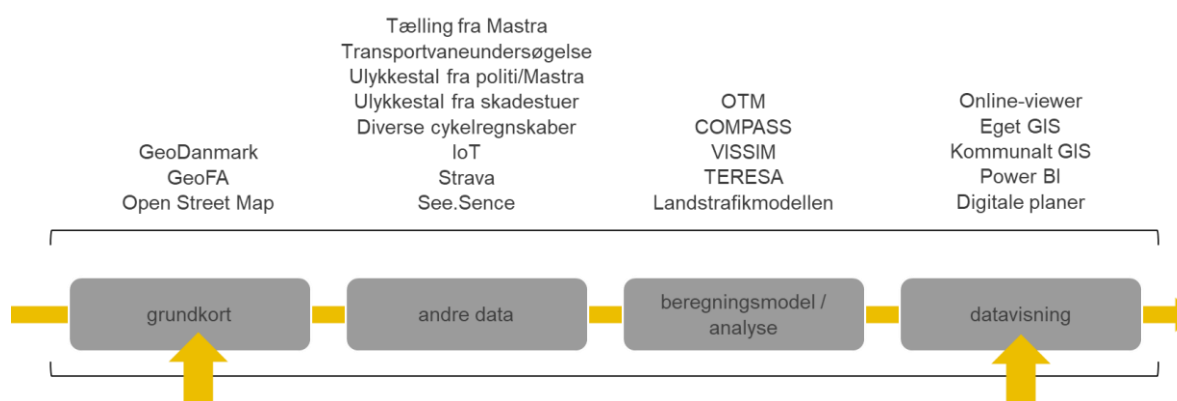 GeoDanmark
GeoFA
Open Street Map
Tælling fra Mastra
Transportvaneundersøgelse
Ulykkestal fra politi/Mastra
Ulykkestal fra skadestuer
Diverse cykelregnskaber
IoT
Strava
See.Sence
OTM
COMPASS
VISSIM
TERESA
Landstrafikmodellen
Online-viewer
Eget GIS
Kommunalt GIS
Power BI
Digitale planer
grundkort
andre data
beregningsmodel /
analyse
datavisning